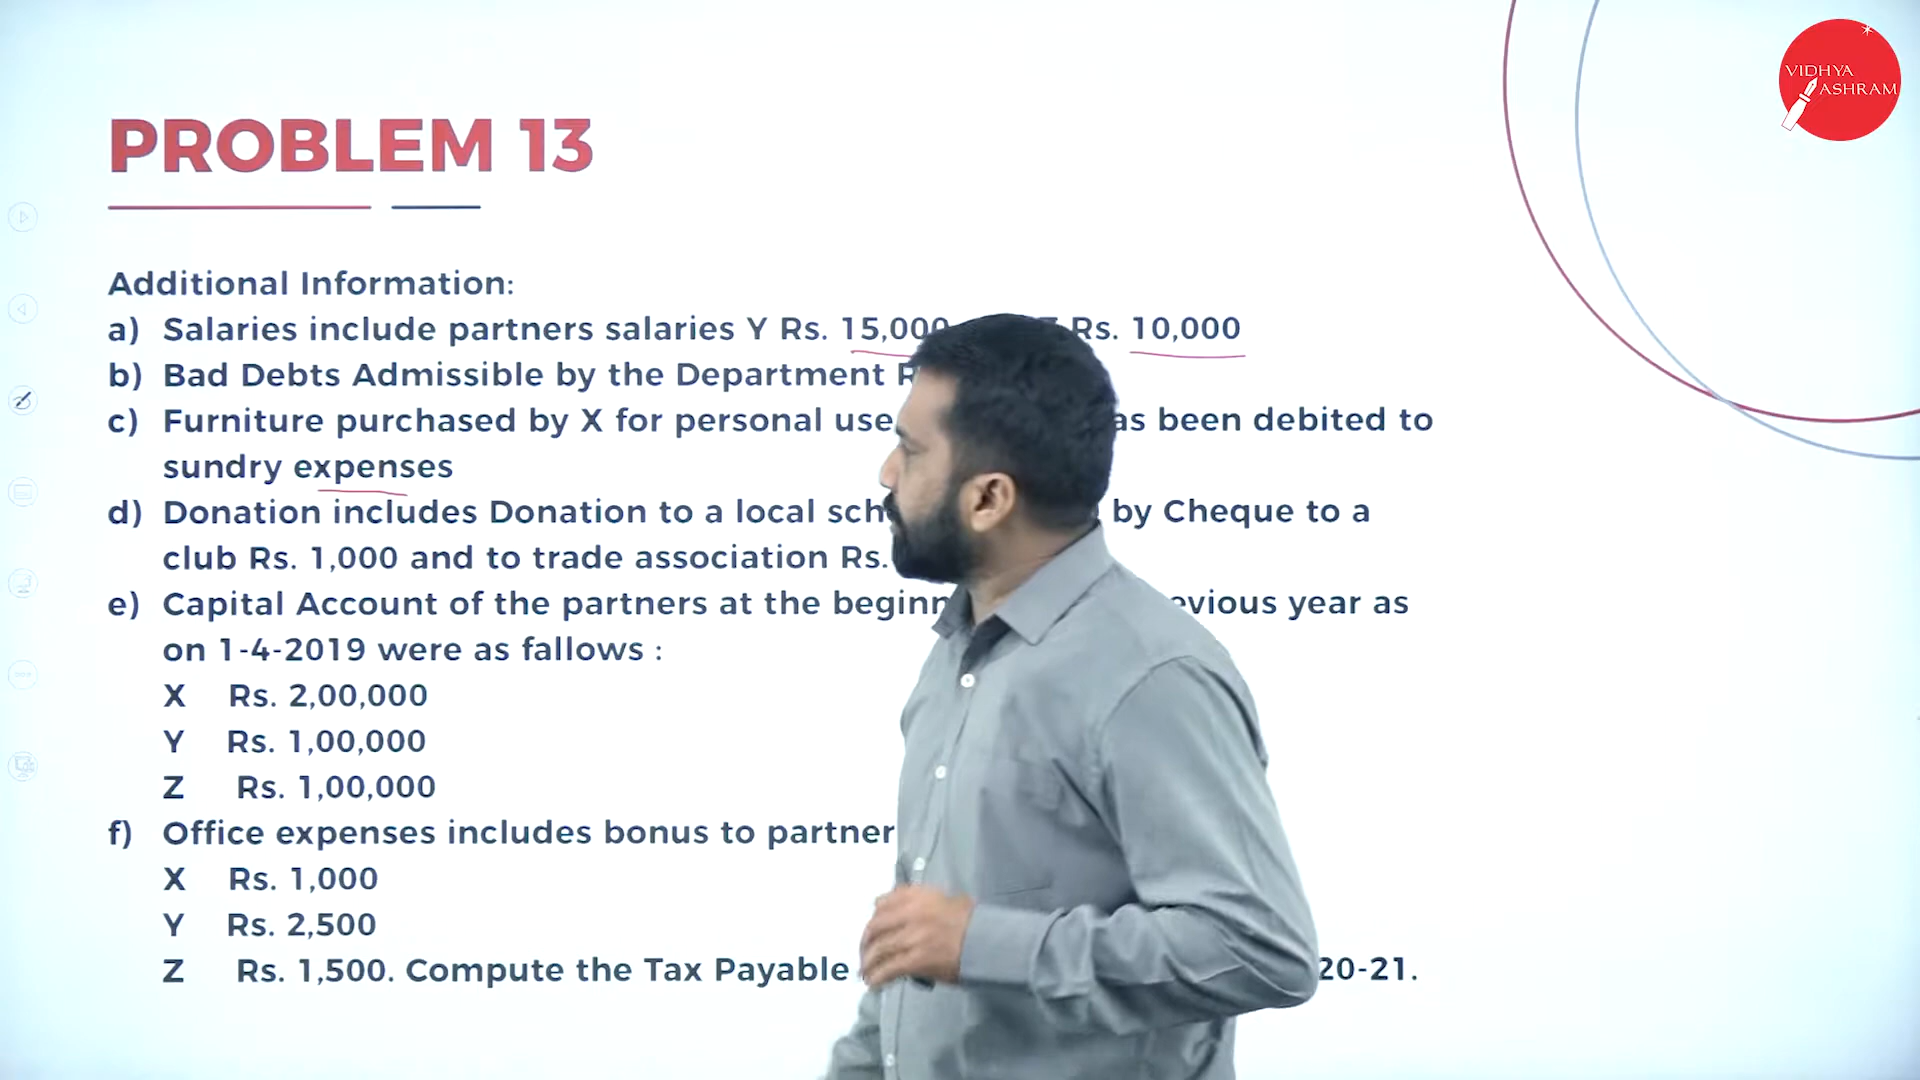 VIDHYA
ASHRAM
PROBLEM 13
Additional Information:
a) Salaries include partners salaries Y Rs. 15,000 Rs. 10,000
b) Bad Debts Admissible by the Department
c) Furniture purchased by X for personal use been debited to
sundry expenses
d) Donation includes Donation to a local by Cheque to a
club Rs. 1,000 and to trade association Rs.
e) Capital Account of the partners at the year as
on 1-4-2019 were as fallows :
X Rs. 2,00,000
Y Rs. 1,00,000
Z Rs. 1,00,000
f) Office expenses includes bonus to partner
X Rs. 1,000
Y Rs. 2,500
Z Rs. 1,500. Compute the Tax Payable 20-21.